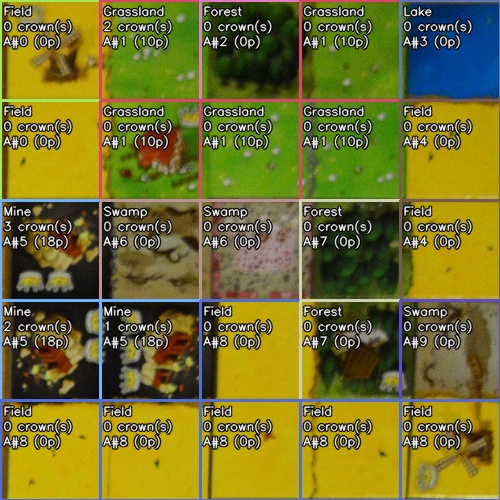 Field
0 crown(s)
A#0 (0p)
Grassland
2 crown(s)
A#1 (10p)
Forest
0 crown(s)
A#2 (0p)
Grassland
0 crown(s)
A#1 (10p)
Lake
0 crown(s)
A#3 (0p)
Field
0 crown(s)
A#0 (0p)
Grassland
0 crown(s)
A#1 (10p)
Grassland
0 crown(s)
A#1 (10p)
Grassland
0 crown(s)
A#1 (10p)
Field
0 crown(s)
A#4 (0p)
Mine
3 crown(s)
A#5 (18p)
Swamp
0 crown(s)
A#6 (0p)
Swamp
0 crown(s)
A#6 (0p)
Forest
0 crown(s)
A#7 (0p)
Field
0 crown(s)
A#4 (0p)
Mine
2 crown(s)
A#5 (18p)
Mine
1 crown(s)
A#5 (18p)
Field
0 crown(s)
A#8 (0p)
Forest
0 crown(s)
A#7 (0p)
Swamp
0 crown(s)
A#9 (0p)
Field
0 crown(s)
A#8 (0p)
Field
0 crown(s)
A#8 (0p)
Field
0 crown(s)
A#8 (0p)
Field
0 crown(s)
A#8 (0p)
Field
0 crown(s)
A#8 (0p)